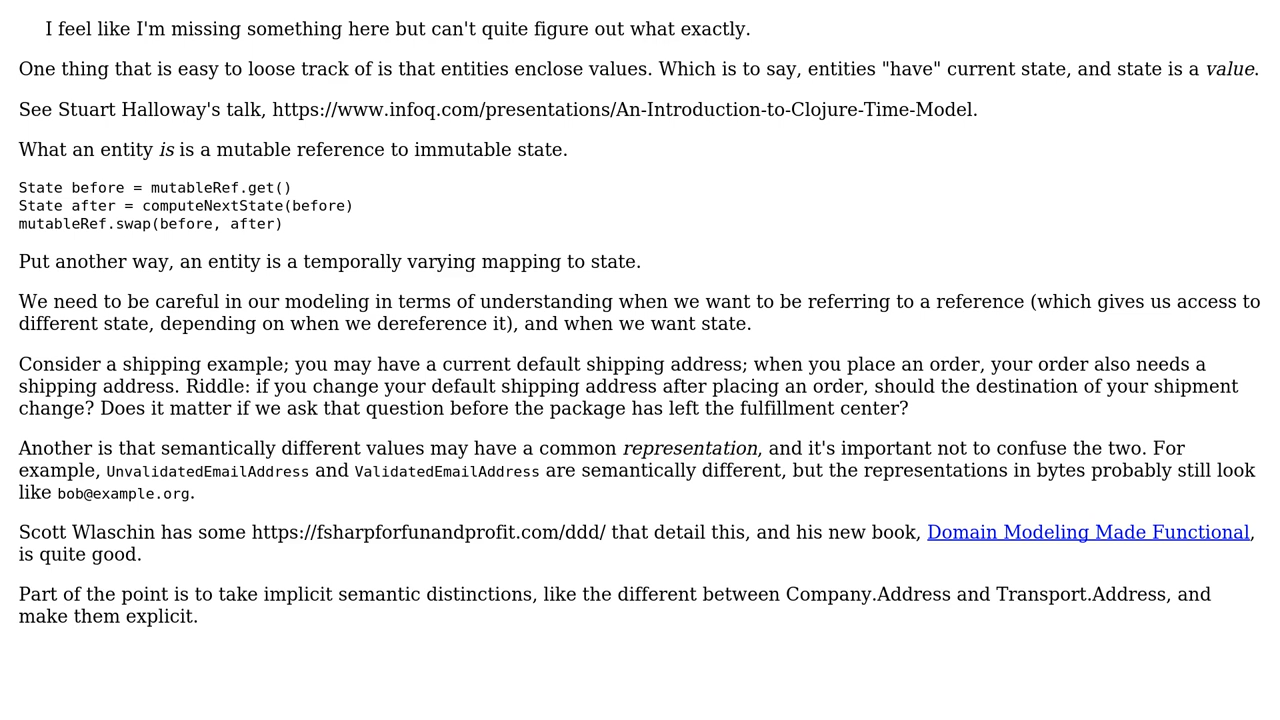 I feel like I'm missing something here but can't quite figure out what exactly.
One thing that is easy to loose track of is that entities enclose values. Which is to say, entities "have" current state, and state is a value.
See Stuart Halloway's talk, https://www.infoq.com/presentations/An-Introduction-to-Clojure-Time-Model.
What an entity is is a mutable reference to immutable state.
State before = mutableRef.get()
State after = computeNextState(before)
mutableRef.swap(before, after)
Put another way, an entity is a temporally varying mapping to state.
We need to be careful in our modeling in terms of understanding when we want to be referring to a reference (which gives us access to
different state, depending on when we dereference it), and when we want state.
Consider a shipping example; you may have a current default shipping address; when you place an order, your order also needs a
shipping address. Riddle: if you change your default shipping address after placing an order, should the destination of your shipment
change? Does it matter if we ask that question before the package has left the fulfillment center?
Another is that semantically different values may have a common representation, and it's important not to confuse the two. For
example, UnvalidatedEmailAddress and ValidatedEmailAddress are semantically different, but the representations in bytes probably still look
like bob@example.org.
Scott Wlaschin has some https://fsharpforfunandprofit.com/ddd/ that detail this, and his new book, Domain Modeling Made Functional,
is quite good.
Part of the point is to take implicit semantic distinctions, like the different between Company.Address and Transport.Address, and
make them explicit.